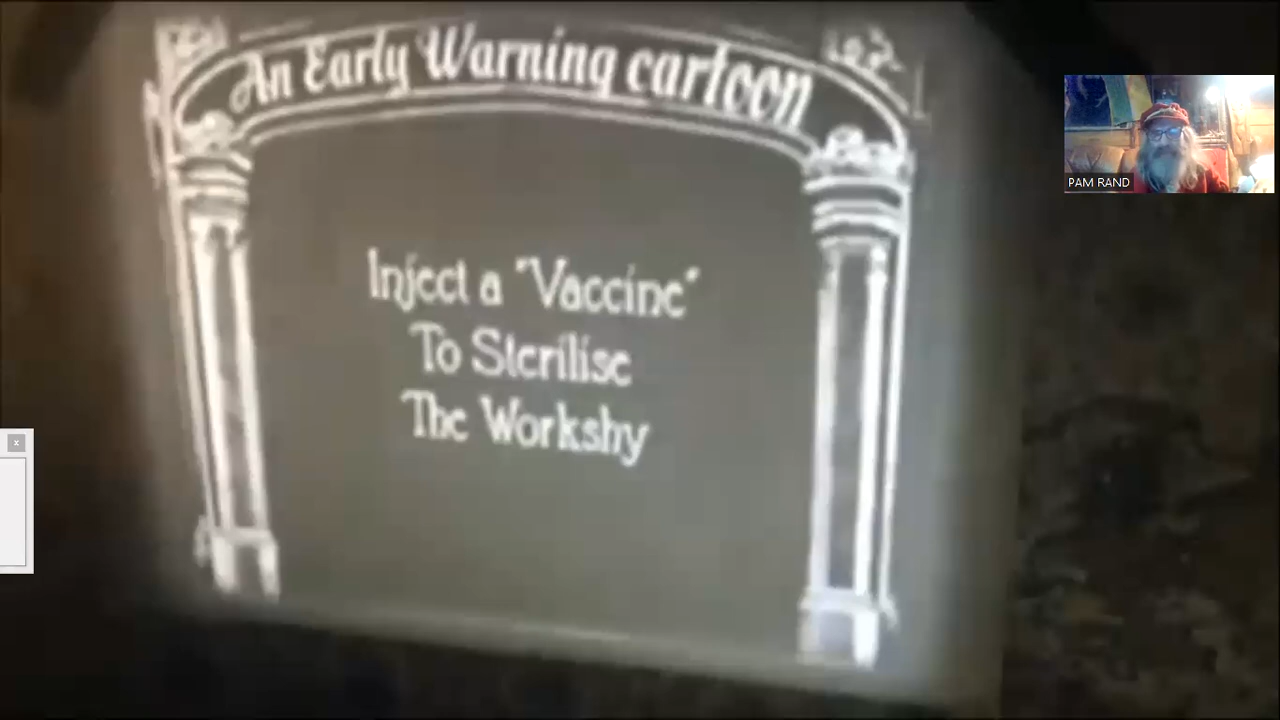 An Early Warning cartoon
Inject a "Vaccine"
To Sterilise
The Workshy
PAM RAND
x